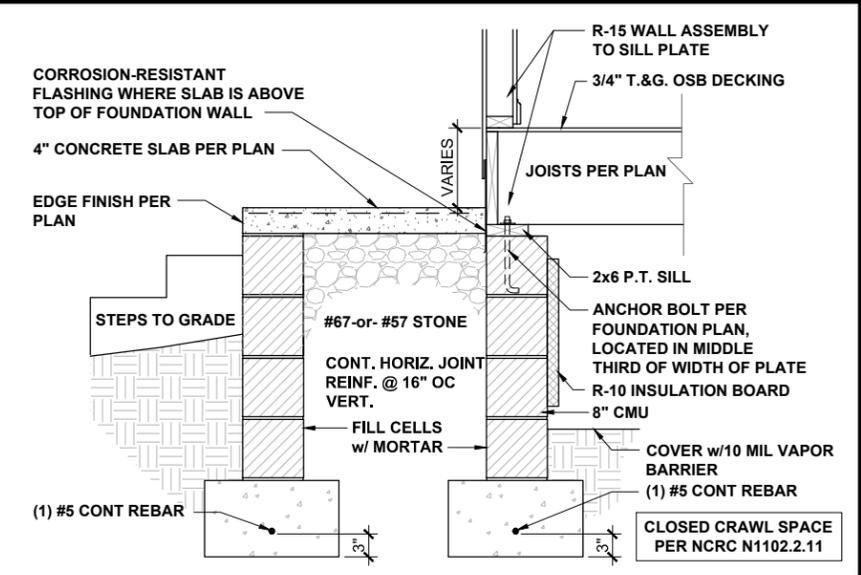 CORROSION-RESISTANT
FLASHING WHERE SLAB IS ABOVE
TOP OF FOUNDATION WALL
4" CONCRETE SLAB PER PLAN
EDGE FINISH PER
PLAN
STEPS TO GRADE
(1) #5 CONT REBAR
3"
#67-or- #57 STONE
CONT. HORIZ. JOINT
REINF. @ 16" OC
VERT.
FILL CELLS
w/ MORTAR
VARIES
R-15 WALL ASSEMBLY
TO SILL PLATE
3/4" T.&G. OSB DECKING
JOISTS PER PLAN
2x6 P.T. SILL
ANCHOR BOLT PER
FOUNDATION PLAN,
LOCATED IN MIDDLE
THIRD OF WIDTH OF PLATE
R-10 INSULATION BOARD
8" CMU
COVER w/10 MIL VAPOR
BARRIER
(1) #5 CONT REBAR
3"
CLOSED CRAWL SPACE
PER NCRC N1102.2.11